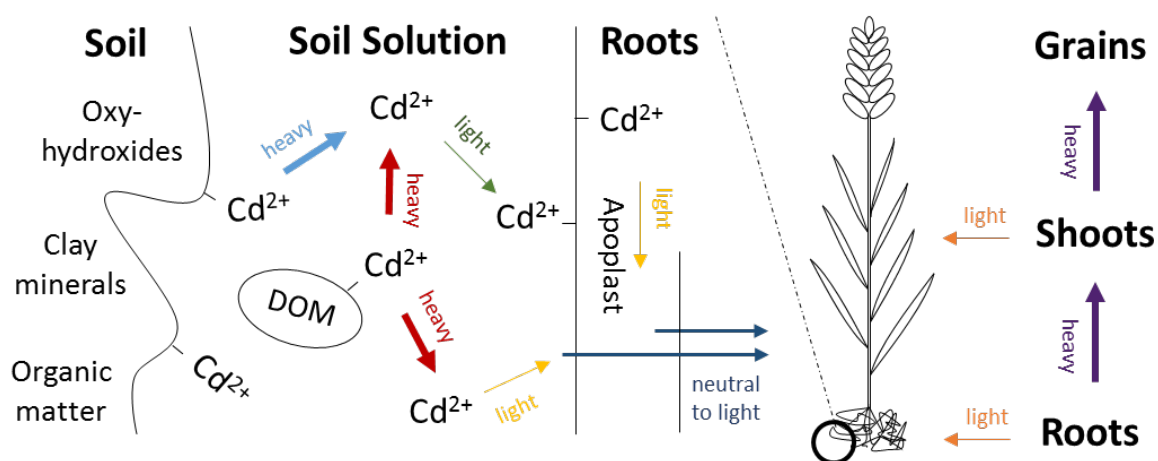 Soil
Soil Solution
Roots
Grains
Oxy-
hydroxides
Clay
minerals
Organic
matter
Cd²⁺
Cd²⁺
heavy
Cd²⁺
light
heavy
Cd²⁺
Cd²⁺
DOM
heavy
Cd²⁺
light
Cd²⁺
light
Apoplast
neutral
to light
heavy
light
Shoots
heavy
light
Roots